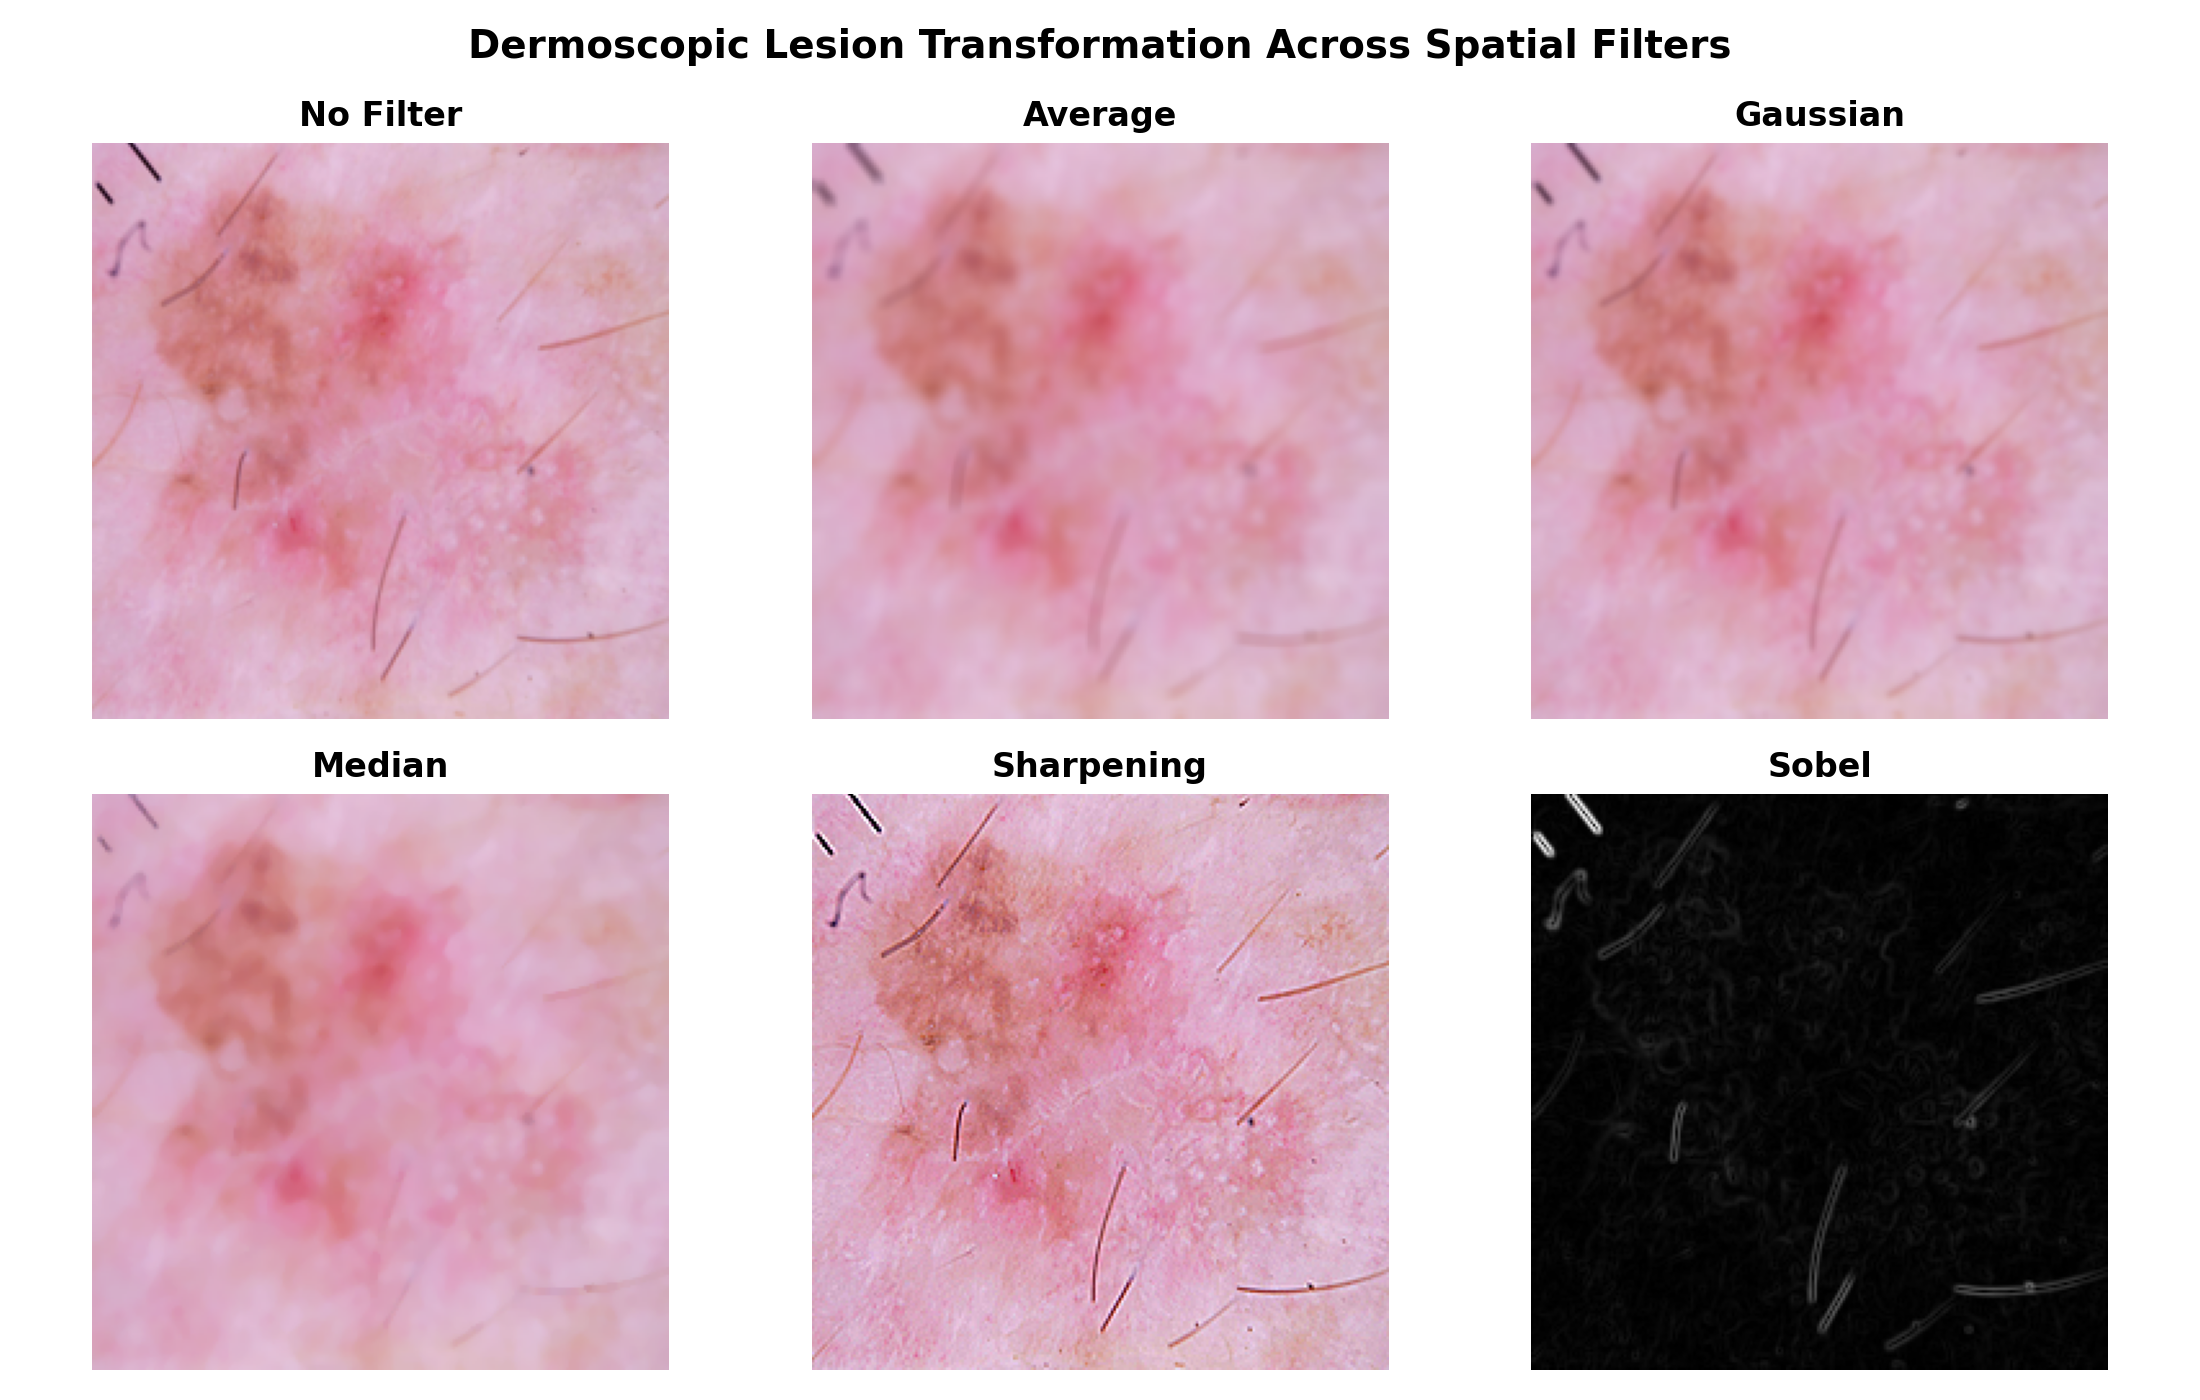 Dermoscopic Lesion Transformation Across Spatial Filters
No Filter
Average
Gaussian
Median
Sharpening
Sobel